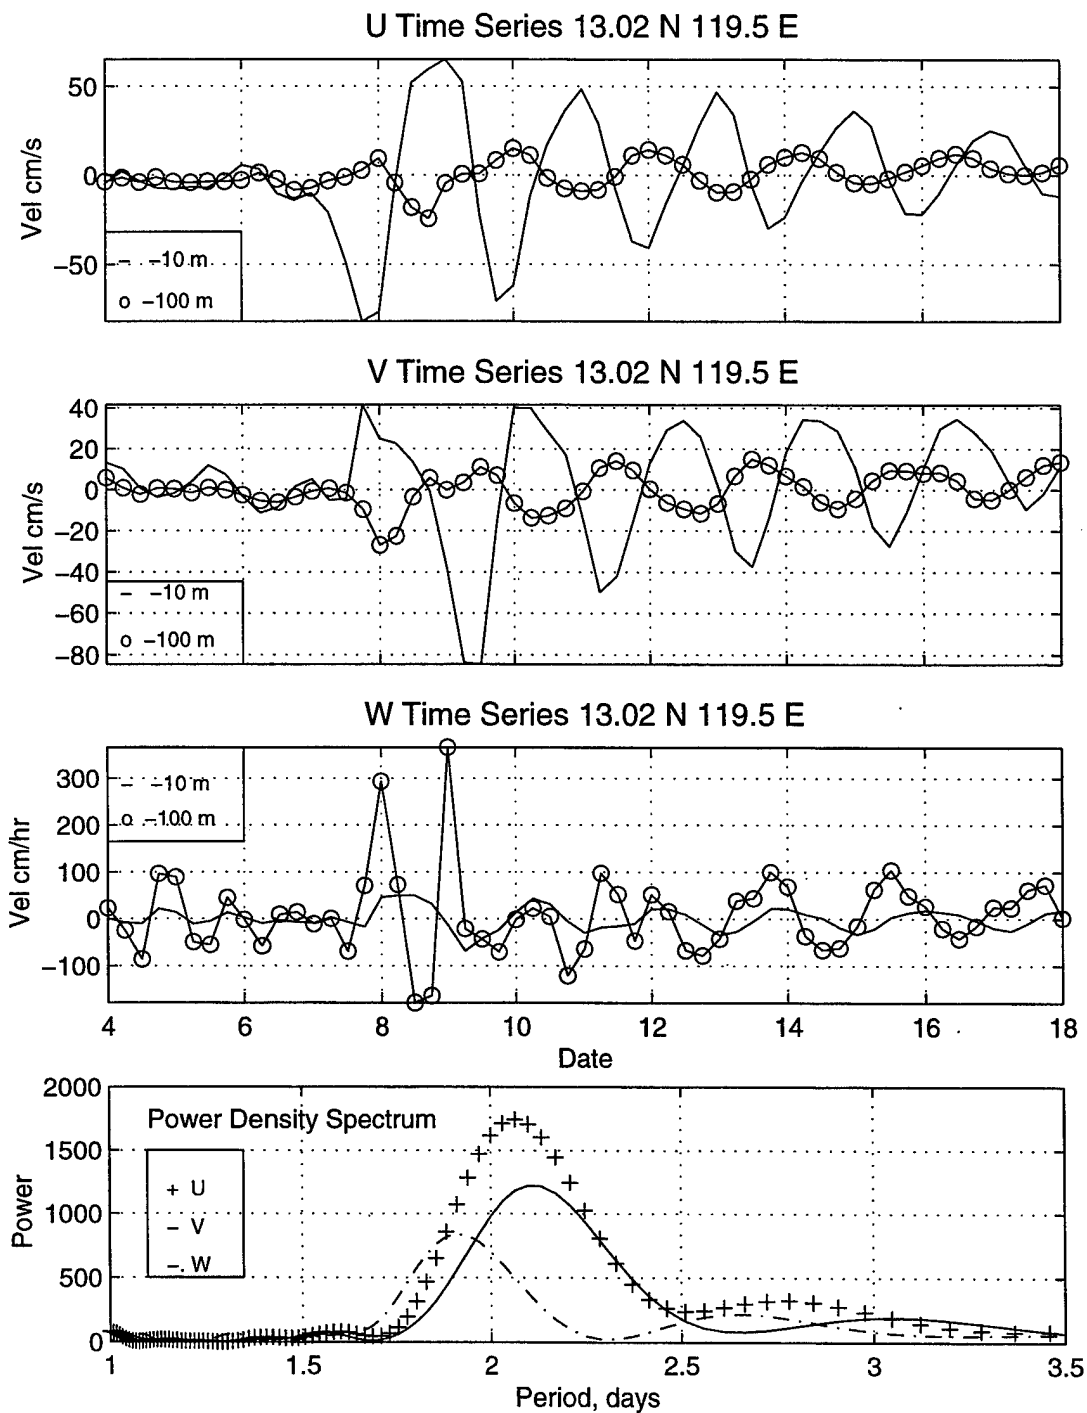 U Time Series 13.02 N 119.5 E
50
0
−50
Vel cm/s
– −10 m
o −100 m
V Time Series 13.02 N 119.5 E
40
20
0
−20
−40
−60
−80
Vel cm/s
– −10 m
o −100 m
W Time Series 13.02 N 119.5 E
300
200
100
0
−100
Vel cm/hr
– −10 m
o −100 m
4 6 8 10 12 14 16 18
Date
2000
1500
1000
500
0
Power
Power Density Spectrum
+ U
– V
–. W
1 1.5 2 2.5 3 3.5
Period, days